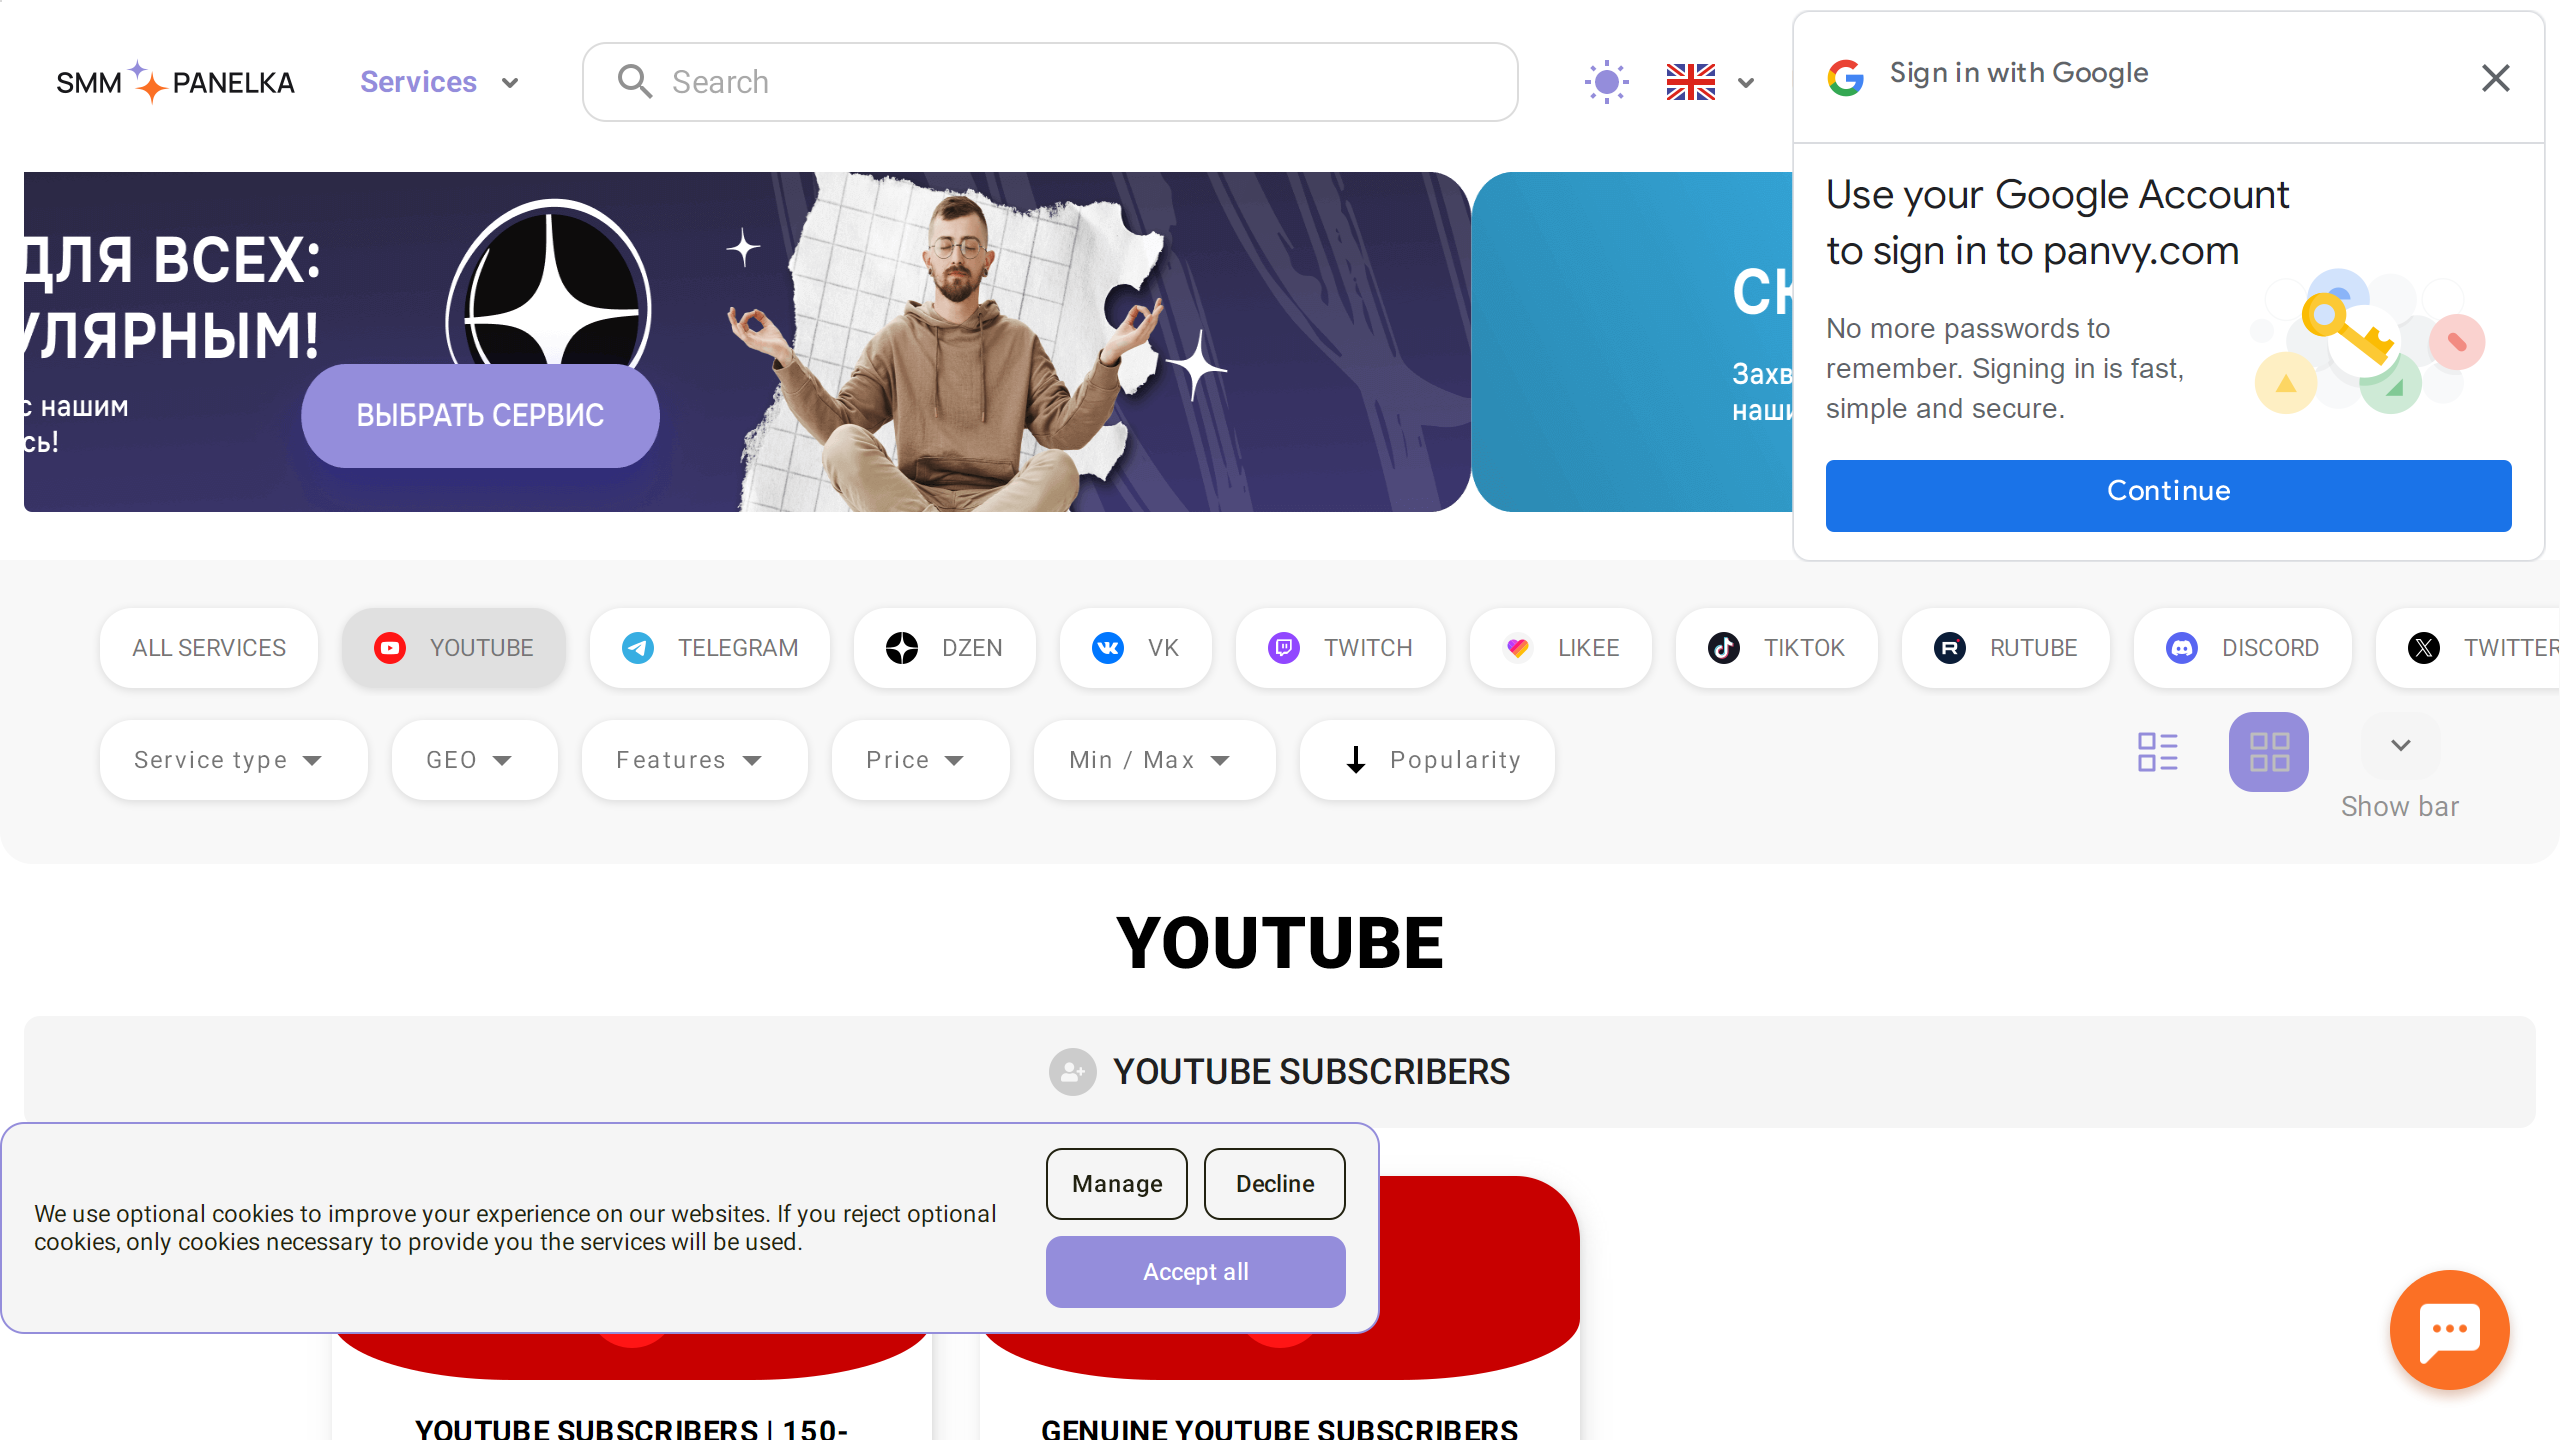 SMM PANELKA
Services
Search
Sign in with Google
Use your Google Account
to sign in to panvy.com
No more passwords to
remember. Signing in is fast,
simple and secure.
Continue
ДЛЯ ВСЕХ:
УЛЯРНЫМ!
с нашим
сь!
ВЫБРАТЬ СЕРВИС
СК
Захв
наши
ALL SERVICES
YOUTUBE
TELEGRAM
DZEN
VK
TWITCH
LIKEE
TIKTOK
RUTUBE
DISCORD
TWITTER
Service type
GEO
Features
Price
Min / Max
Popularity
Show bar
YOUTUBE
YOUTUBE SUBSCRIBERS
We use optional cookies to improve your experience on our websites. If you reject optional
cookies, only cookies necessary to provide you the services will be used.
Manage
Decline
Accept all
YOUTUBE SUBSCRIBERS | 150-
GENUINE YOUTUBE SUBSCRIBERS